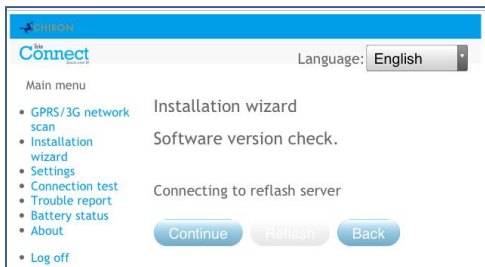 CHIRON
Iris
Connect
Language: English
Main menu
GPRS/3G network
scan
Installation
wizard
Settings
Connection test
Trouble report
Battery status
About
Log off
Installation wizard
Software version check.
Connecting to reflash server
Continue Reflash Back